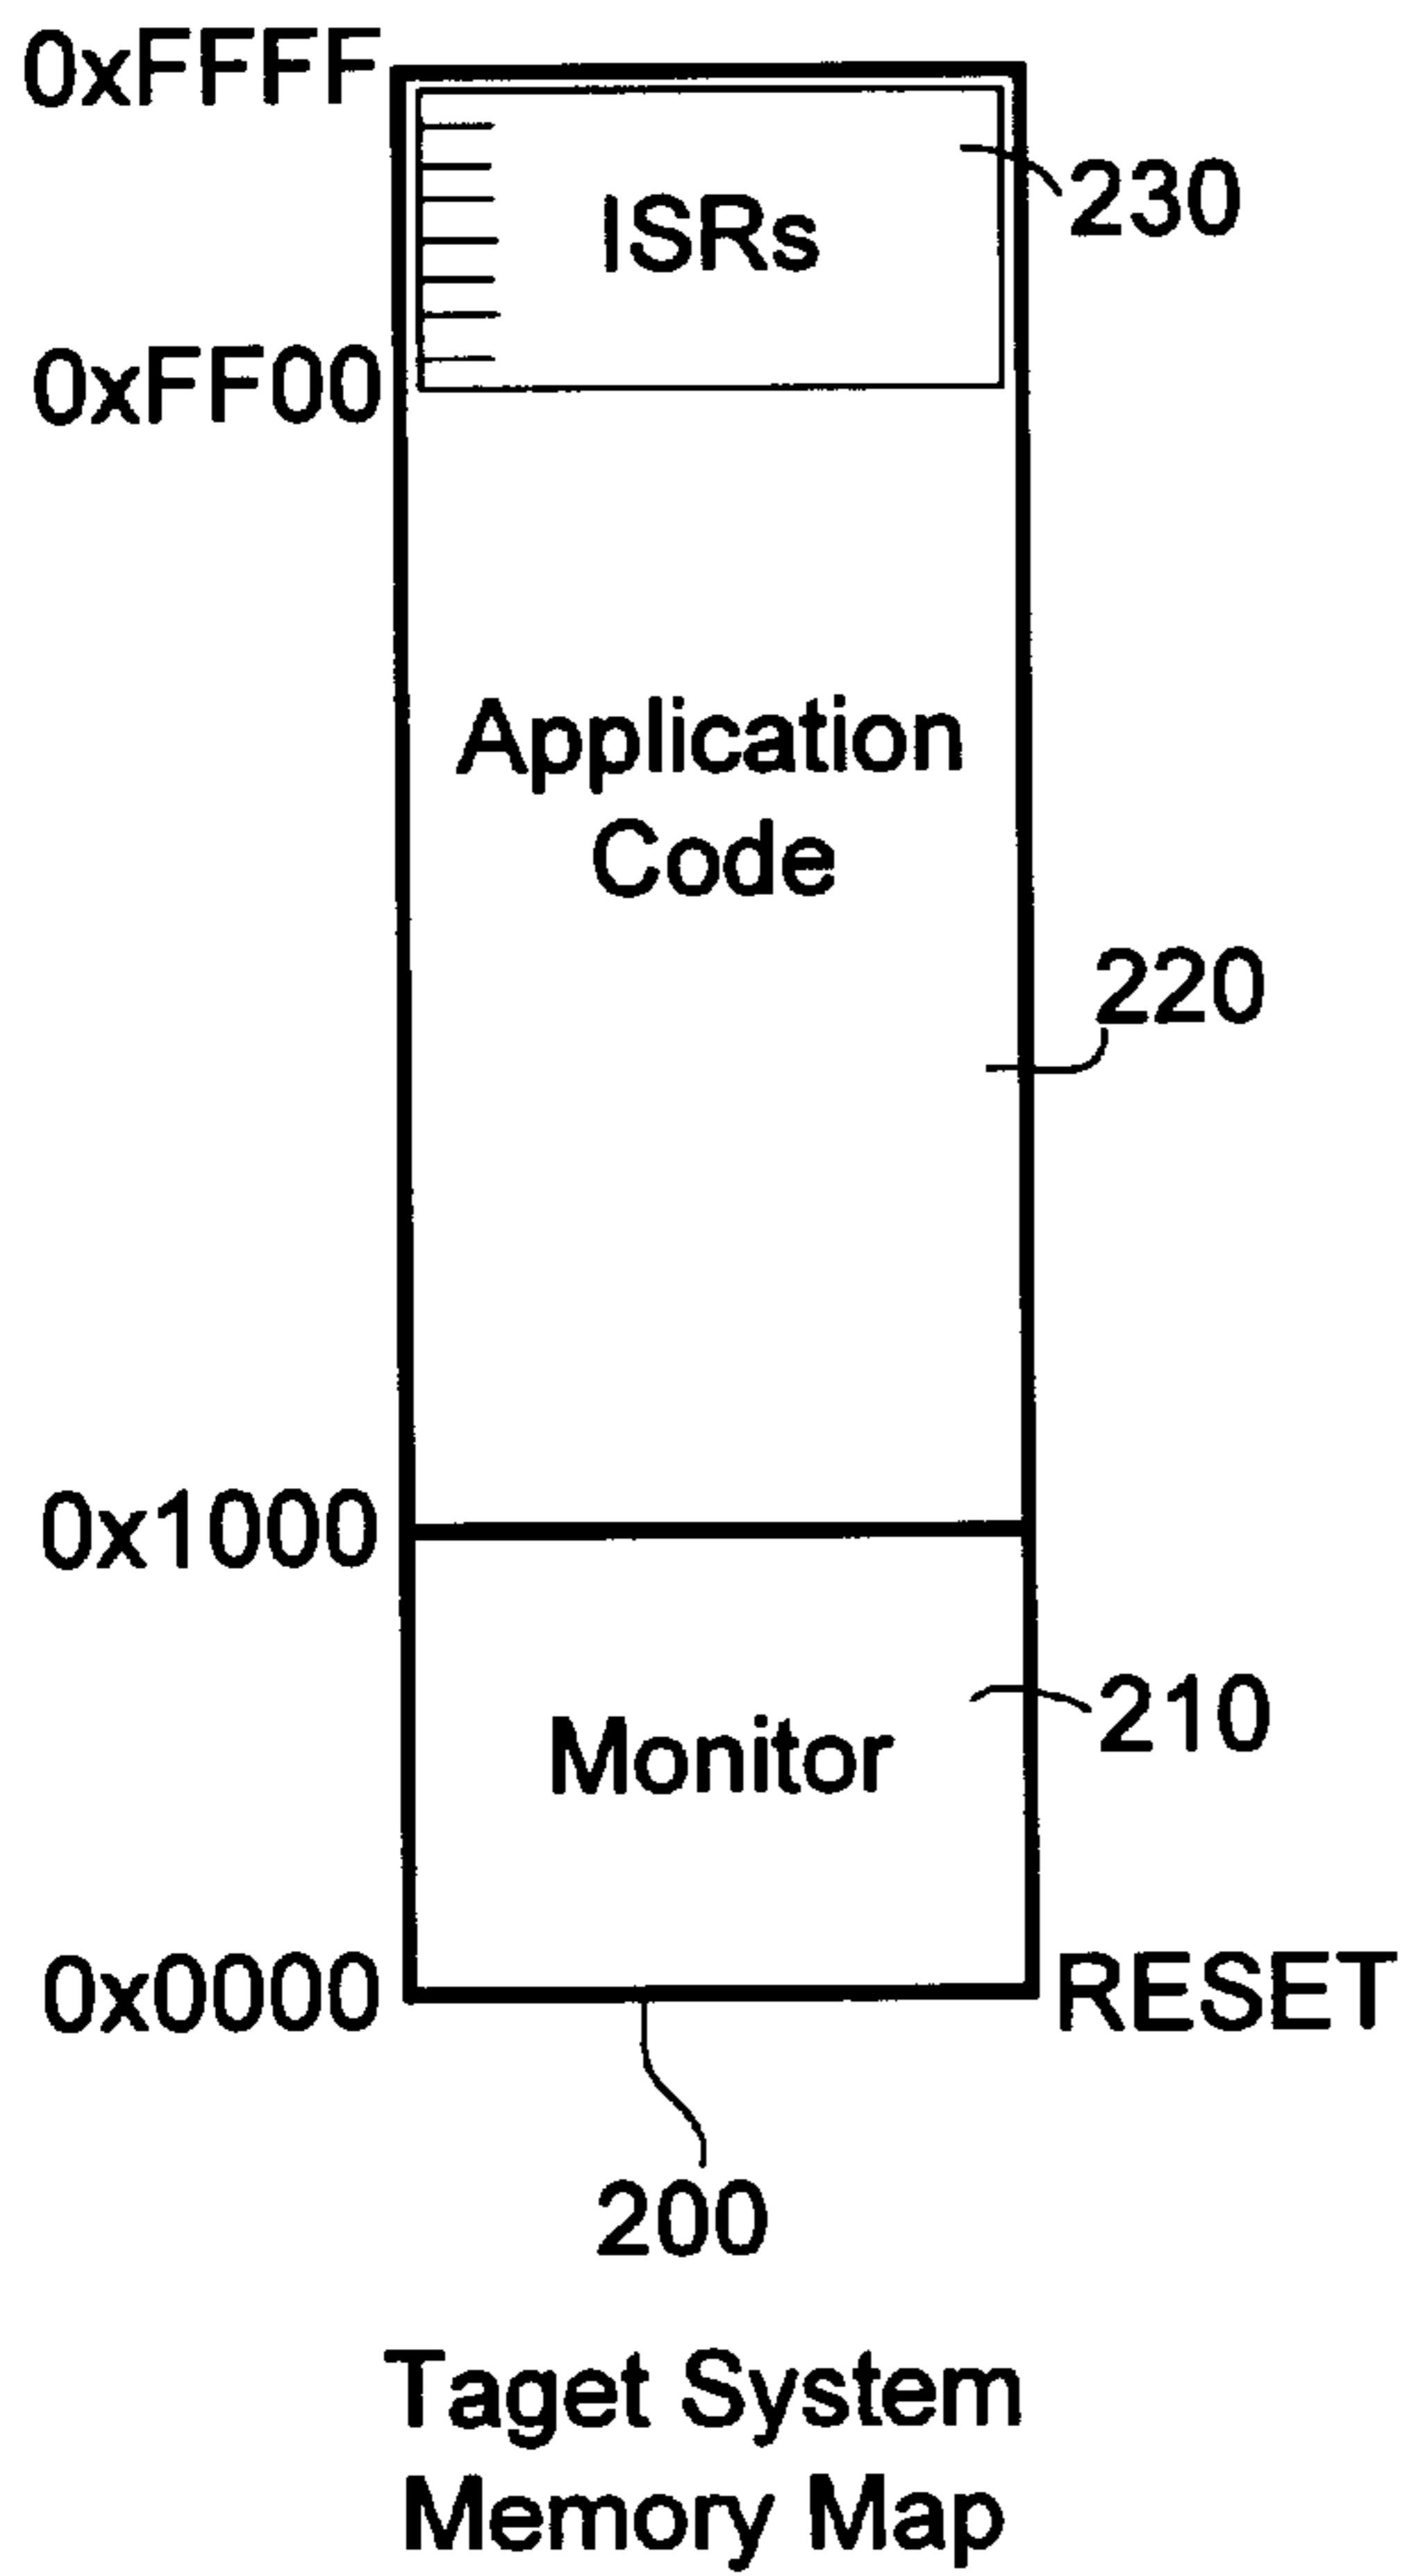 0xFFFF
ISRs
230
0xFF00
Application
Code
220
0x1000
Monitor
210
0x0000
RESET
200
Taget System
Memory Map